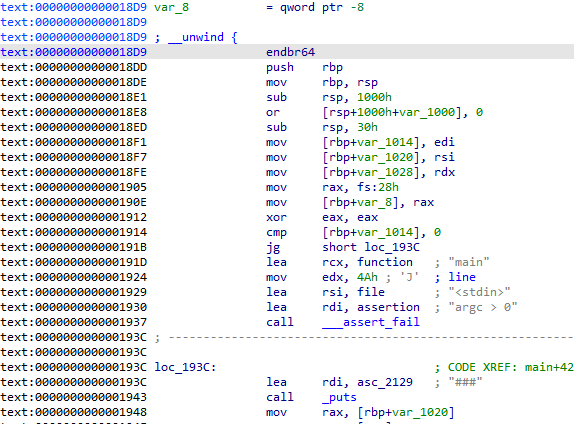 text:00000000000018D9 var_8 = qword ptr -8
text:00000000000018D9
text:00000000000018D9 ; __unwind {
text:00000000000018D9 endbr64
text:00000000000018DD push rbp
text:00000000000018DE mov rbp, rsp
text:00000000000018E1 sub rsp, 1000h
text:00000000000018E8 or [rsp+1000h+var_1000], 0
text:00000000000018ED sub rsp, 30h
text:00000000000018F1 mov [rbp+var_1014], edi
text:00000000000018F7 mov [rbp+var_1020], rsi
text:00000000000018FE mov [rbp+var_1028], rdx
text:0000000000001905 mov rax, fs:28h
text:000000000000190E mov [rbp+var_8], rax
text:0000000000001912 xor eax, eax
text:0000000000001914 cmp [rbp+var_1014], 0
text:000000000000191B jg short loc_193C
text:000000000000191D lea rcx, function ; "main"
text:0000000000001924 mov edx, 4Ah ; 'J' ; line
text:0000000000001929 lea rsi, file ; "<stdin>"
text:0000000000001930 lea rdi, assertion ; "argc > 0"
text:0000000000001937 call ___assert_fail
text:000000000000193C ; ---------------------------------------------------------------------------
text:000000000000193C
text:000000000000193C loc_193C: ; CODE XREF: main+42
text:000000000000193C lea rdi, asc_2129 ; "###"
text:0000000000001943 call _puts
text:0000000000001948 mov rax, [rbp+var_1020]